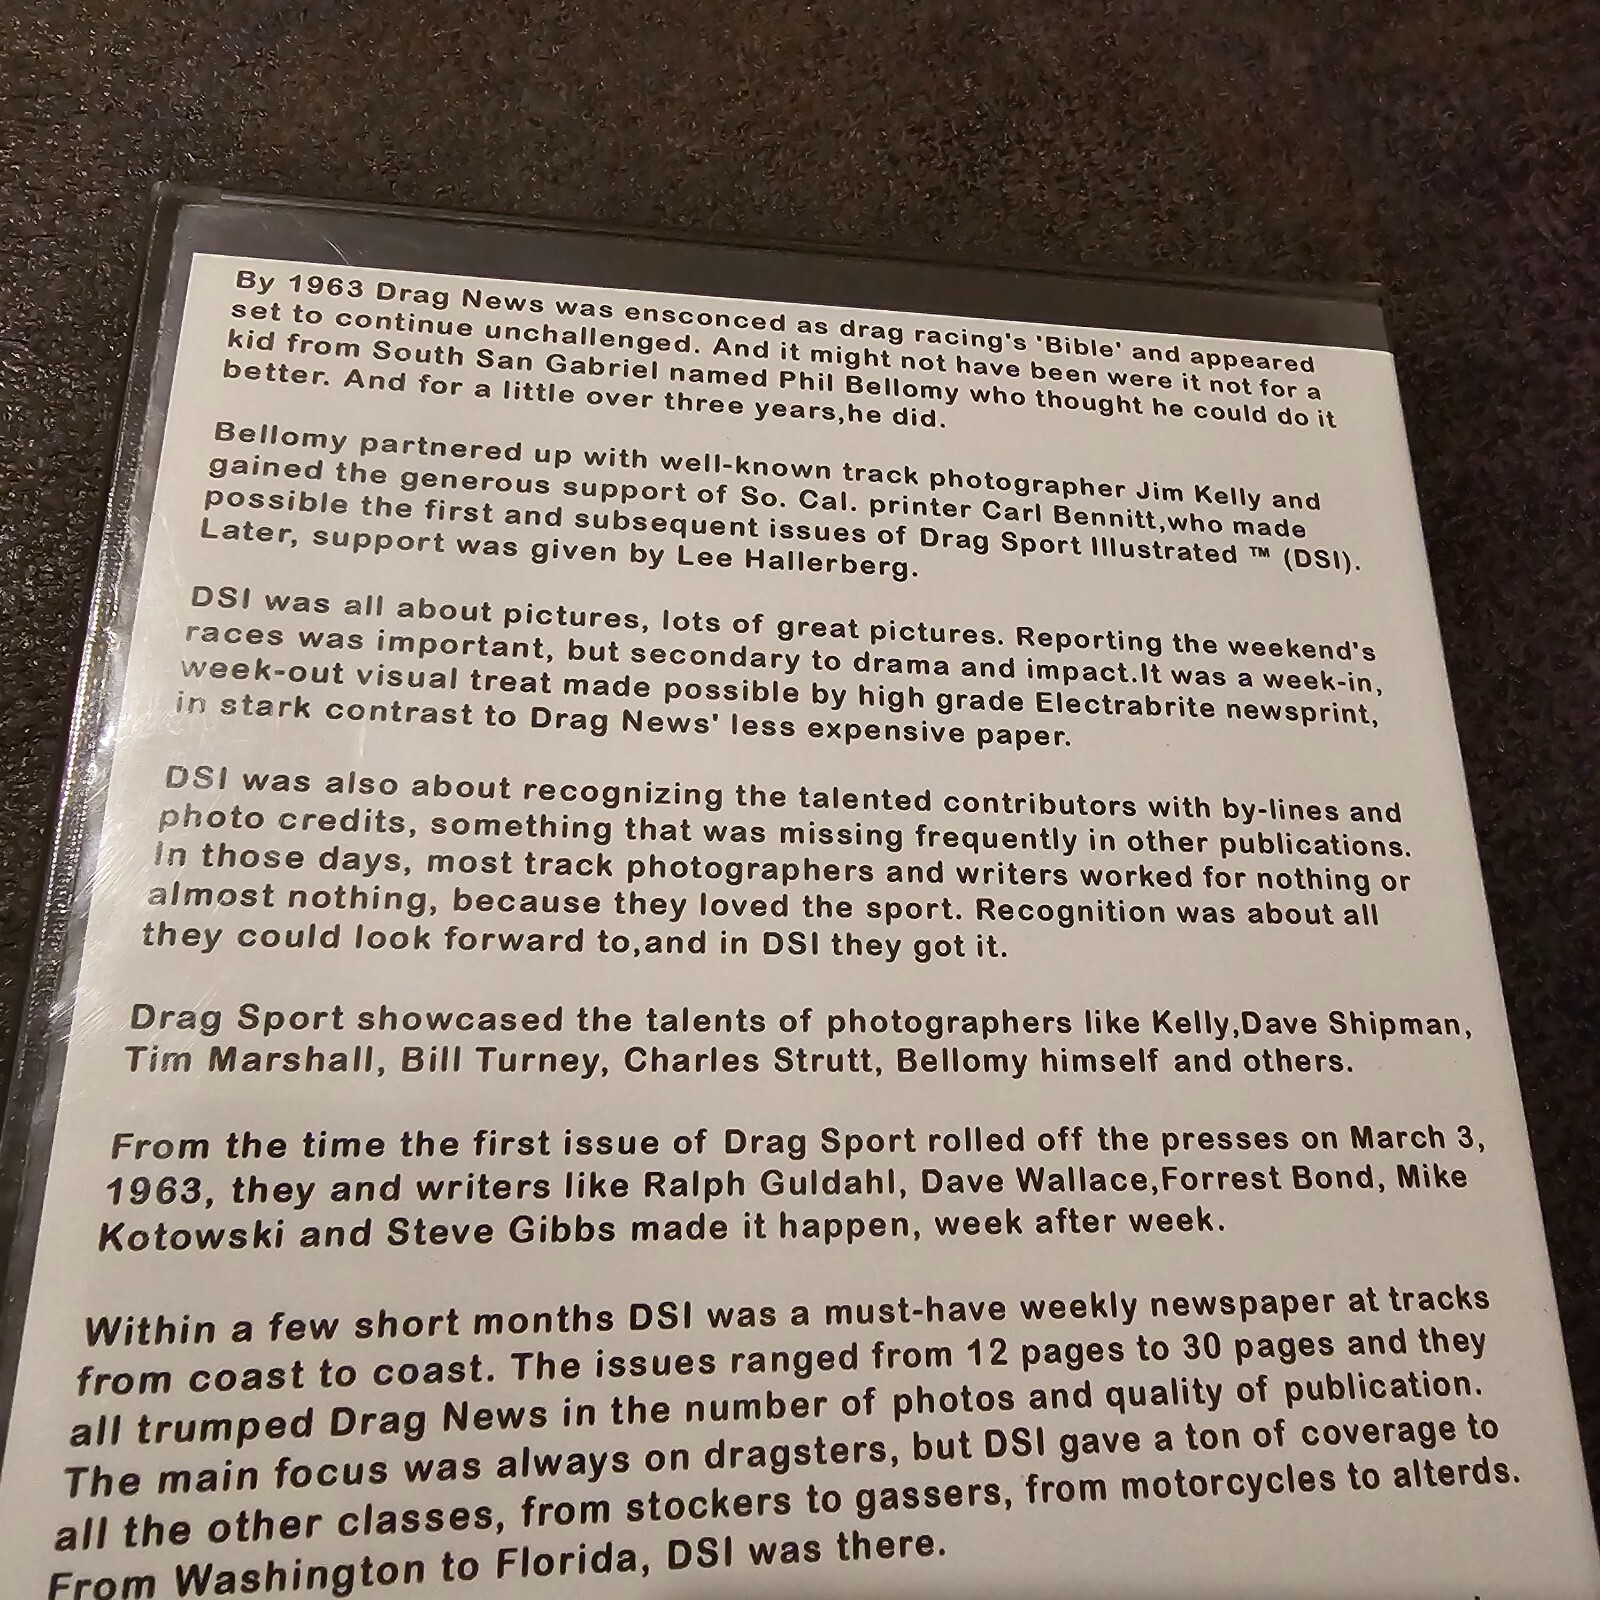 By 1963 Drag News was ensconced as drag racing's 'Bible' and appeared
set to continue unchallenged. And it might not have been were it not for a
kid from South San Gabriel named Phil Bellomy who thought he could do it
better. And for a little over three years,he did.
Bellomy partnered up with well-known track photographer Jim Kelly and
gained the generous support of So. Cal. printer Carl Bennitt,who made
possible the first and subsequent issues of Drag Sport Illustrated ™ (DSI).
Later, support was given by Lee Hallerberg.
DSI was all about pictures, lots of great pictures. Reporting the weekend's
races was important, but secondary to drama and impact.It was a week-in,
week-out visual treat made possible by high grade Electrabrite newsprint,
in stark contrast to Drag News' less expensive paper.
DSI was also about recognizing the talented contributors with by-lines and
photo credits, something that was missing frequently in other publications.
In those days, most track photographers and writers worked for nothing or
almost nothing, because they loved the sport. Recognition was about all
they could look forward to,and in DSI they got it.
Drag Sport showcased the talents of photographers like Kelly,Dave Shipman,
Tim Marshall, Bill Turney, Charles Strutt, Bellomy himself and others.
From the time the first issue of Drag Sport rolled off the presses on March 3,
1963, they and writers like Ralph Guldahl, Dave Wallace,Forrest Bond, Mike
Kotowski and Steve Gibbs made it happen, week after week.
Within a few short months DSI was a must-have weekly newspaper at tracks
from coast to coast. The issues ranged from 12 pages to 30 pages and they
all trumped Drag News in the number of photos and quality of publication.
The main focus was always on dragsters, but DSI gave a ton of coverage to
all the other classes, from stockers to gassers, from motorcycles to alterds.
From Washington to Florida, DSI was there.